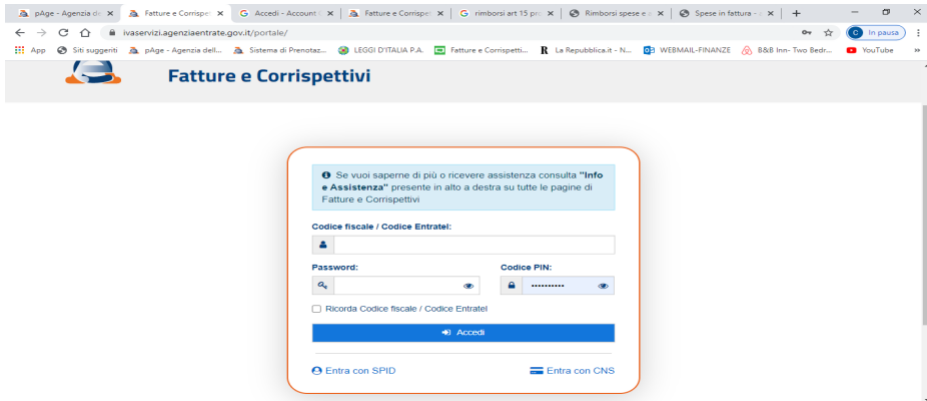 pAge - Agenzia de
Fatture e Corrispe
Accedi - Account
Fatture e Corrispe
rimborsi art 15 pr
Rimborsi spese e
Spese in fattura -
ivaservizi.agenziaentrate.gov.it/portale/
C In pausa
App Siti suggeriti pAge - Agenzia dell... Sistema di Prenotaz... LEGGI D'ITALIA P.A. Fatture e Corrispetti... La Repubblica.it - N... WEBMAIL-FINANZE B&B Inn- Two Bedr... YouTube
Fatture e Corrispettivi
Se vuoi saperne di più o ricevere assistenza consulta "Info
e Assistenza" presente in alto a destra su tutte le pagine di
Fatture e Corrispettivi
Codice fiscale / Codice Entratel:
Password: Codice PIN:
Ricorda Codice fiscale / Codice Entratel
Accedi
Entra con SPID Entra con CNS